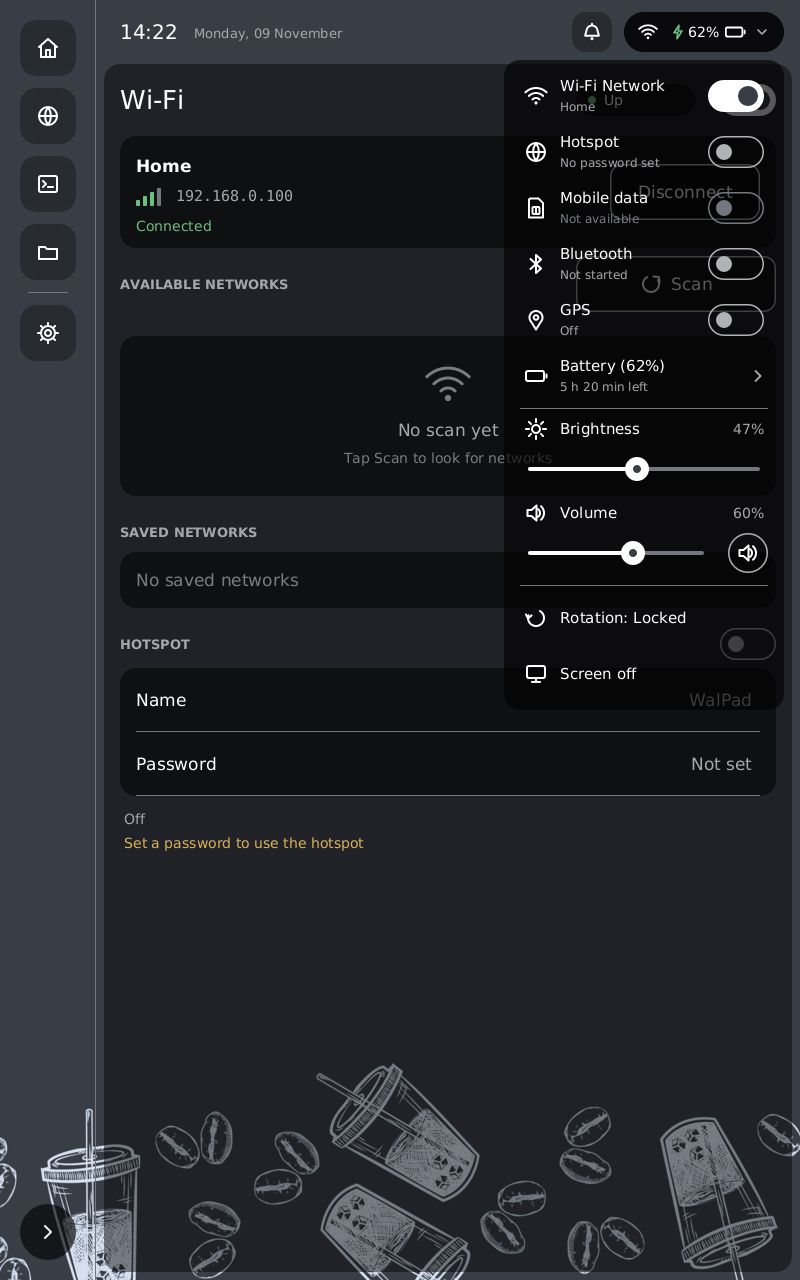 14:22 Monday, 09 November
62%
Wi-Fi
Up
Home
192.168.0.100
Connected
Disconnect
AVAILABLE NETWORKS
Scan
No scan yet
Tap Scan to look for networks
SAVED NETWORKS
No saved networks
HOTSPOT
Name WalPad
Password Not set
Off
Set a password to use the hotspot
Wi-Fi Network
Home
Hotspot
No password set
Mobile data
Not available
Bluetooth
Not started
GPS
Off
Battery (62%)
5 h 20 min left
Brightness 47%
Volume 60%
Rotation: Locked
Screen off